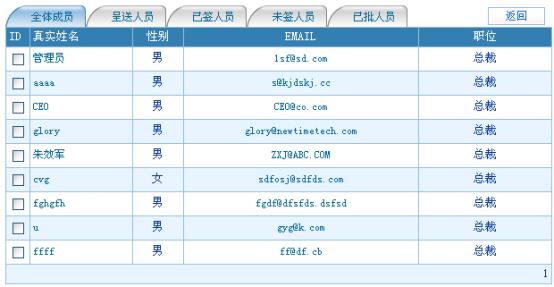 全体成员 呈送人员 已签人员 未签人员 已批人员 返回
ID 真实姓名 性别 EMAIL 职位
管理员 男 lsf@sd.com 总裁
aaaa 男 s@kjdskj.cc 总裁
CEO 男 CEO@co.com 总裁
glory 男 glory@newtimetech.com 总裁
朱效军 男 ZXJ@ABC.COM 总裁
cvg 女 sdfosj@sdfds.com 总裁
fghgfh 男 fgdf@dfsfds.dsfsd 总裁
u 男 gyg@k.com 总裁
ffff 男 ff@df.cb 总裁
1